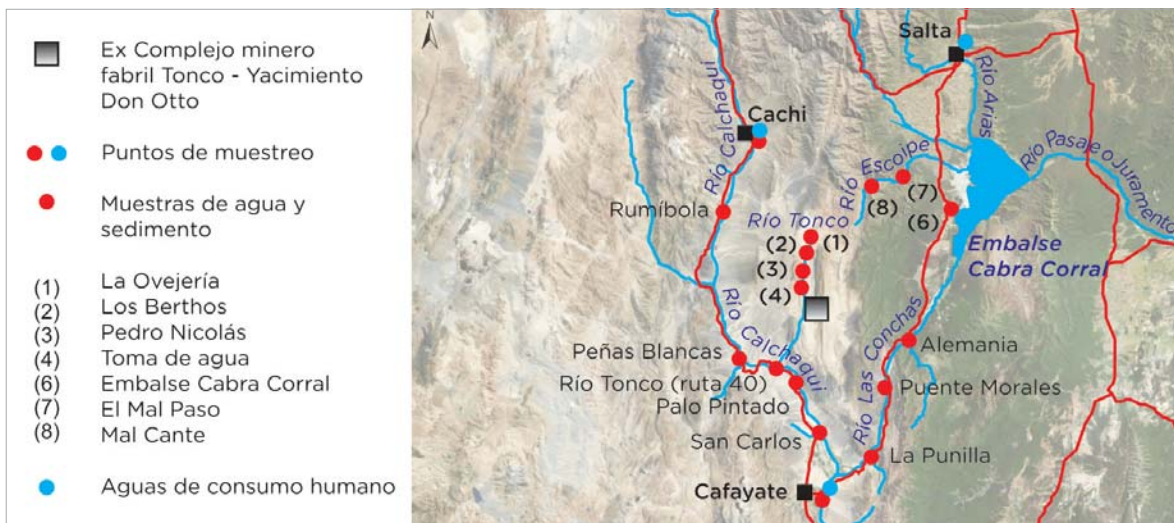 Ex Complejo minero
fabril Tonco - Yacimiento
Don Otto
Puntos de muestreo
Muestras de agua y
sedimento
(1) La Ovejería
(2) Los Berthos
(3) Pedro Nicolás
(4) Toma de agua
(6) Embalse Cabra Corral
(7) El Mal Paso
(8) Mal Cante
Aguas de consumo humano
N
Salta
Río Arias
Cachi
Río Calchaqui
Río Escoipe
Río Pasaje o Juramento
(7)
(8)
(6)
Rumíbola
Río Tonco
(1)
(2)
(3)
(4)
Embalse
Cabra Corral
Río Calchaqui
Río Las Conchas
Alemania
Peñas Blancas
Río Tonco (ruta 40)
Puente Morales
Palo Pintado
San Carlos
La Punilla
Cafayate